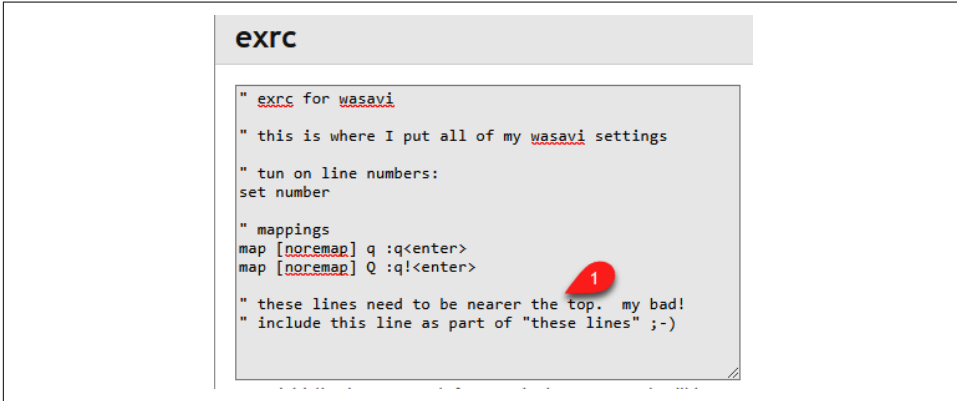 exrc
" exrc for wasavi
" this is where I put all of my wasavi settings
" tun on line numbers:
set number
" mappings
map [noremap] q :q<enter>
map [noremap] Q :q!<enter>
1
" these lines need to be nearer the top.  my bad!
" include this line as part of "these lines" ;-)